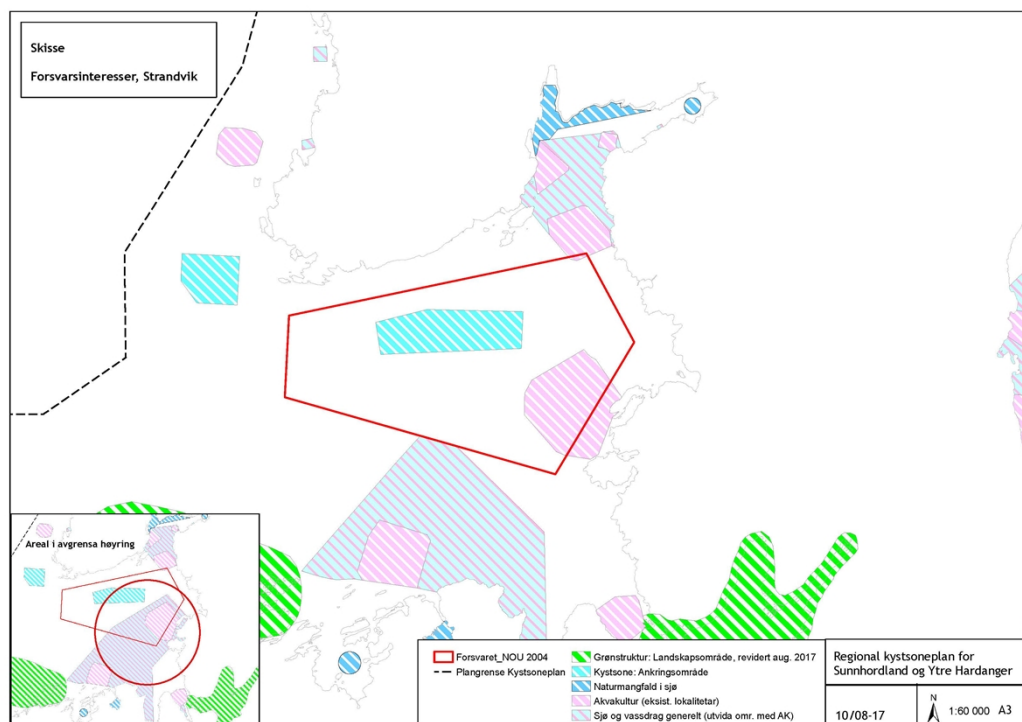 Skisse
Forsvarsinteresser, Strandvik
Areal i avgrensa høyring
Forsvaret_NOU 2004
Plangrense Kystsoneplan
Grønstruktur: Landskapsområde, revidert aug. 2017
Kystsone: Ankringsområde
Naturmangfald i sjø
Akvakultur (eksist. lokalitetar)
Sjø og vassdrag generelt (utvida omr. med AK)
Regional kystsoneplan for
Sunnhordland og Ytre Hardanger
10/08-17
N
1:60 000 A3